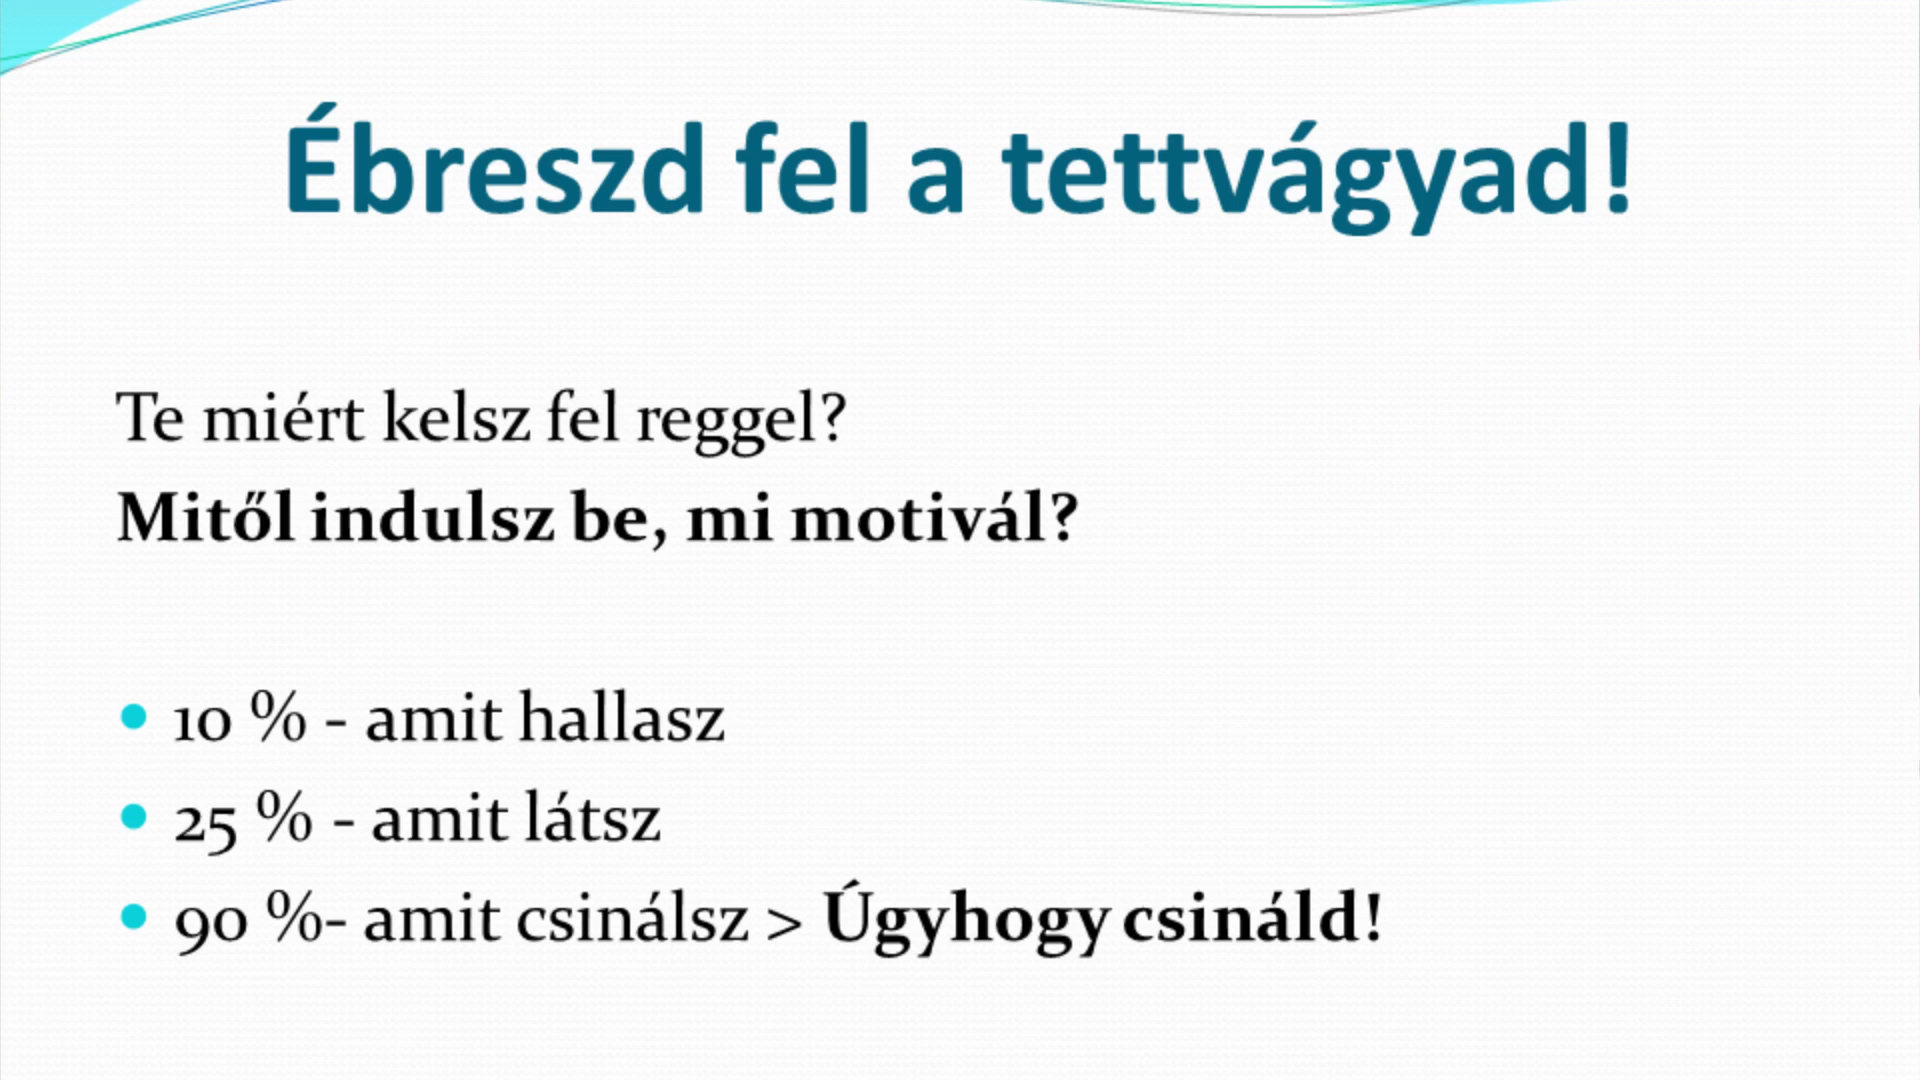 Ébreszd fel a tettvágyad!
Te miért kelsz fel reggel?
Mitől indulsz be, mi motivál?
• 10 % - amit hallasz
• 25 % - amit látsz
• 90 %- amit csinálsz > Úgyhogy csináld!